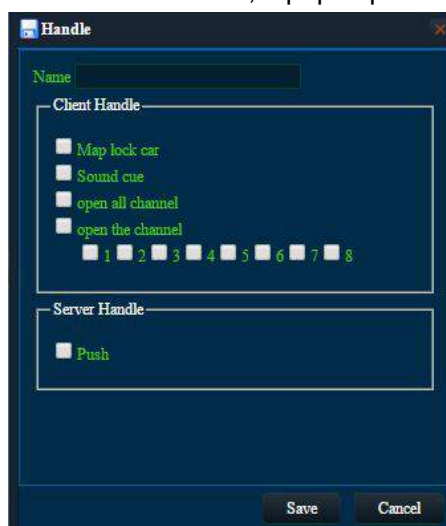 Handle
Name
Client Handle
Map lock car
Sound cue
open all channel
open the channel
1 2 3 4 5 6 7 8
Server Handle
Push
Save Cancel